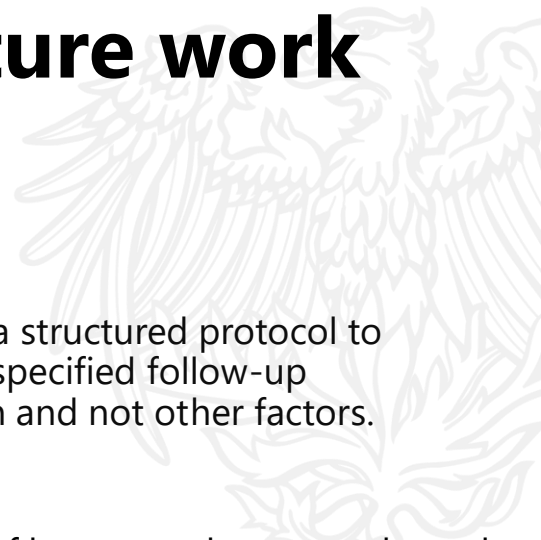 ture work
a structured protocol to
specified follow-up
and not other factors.